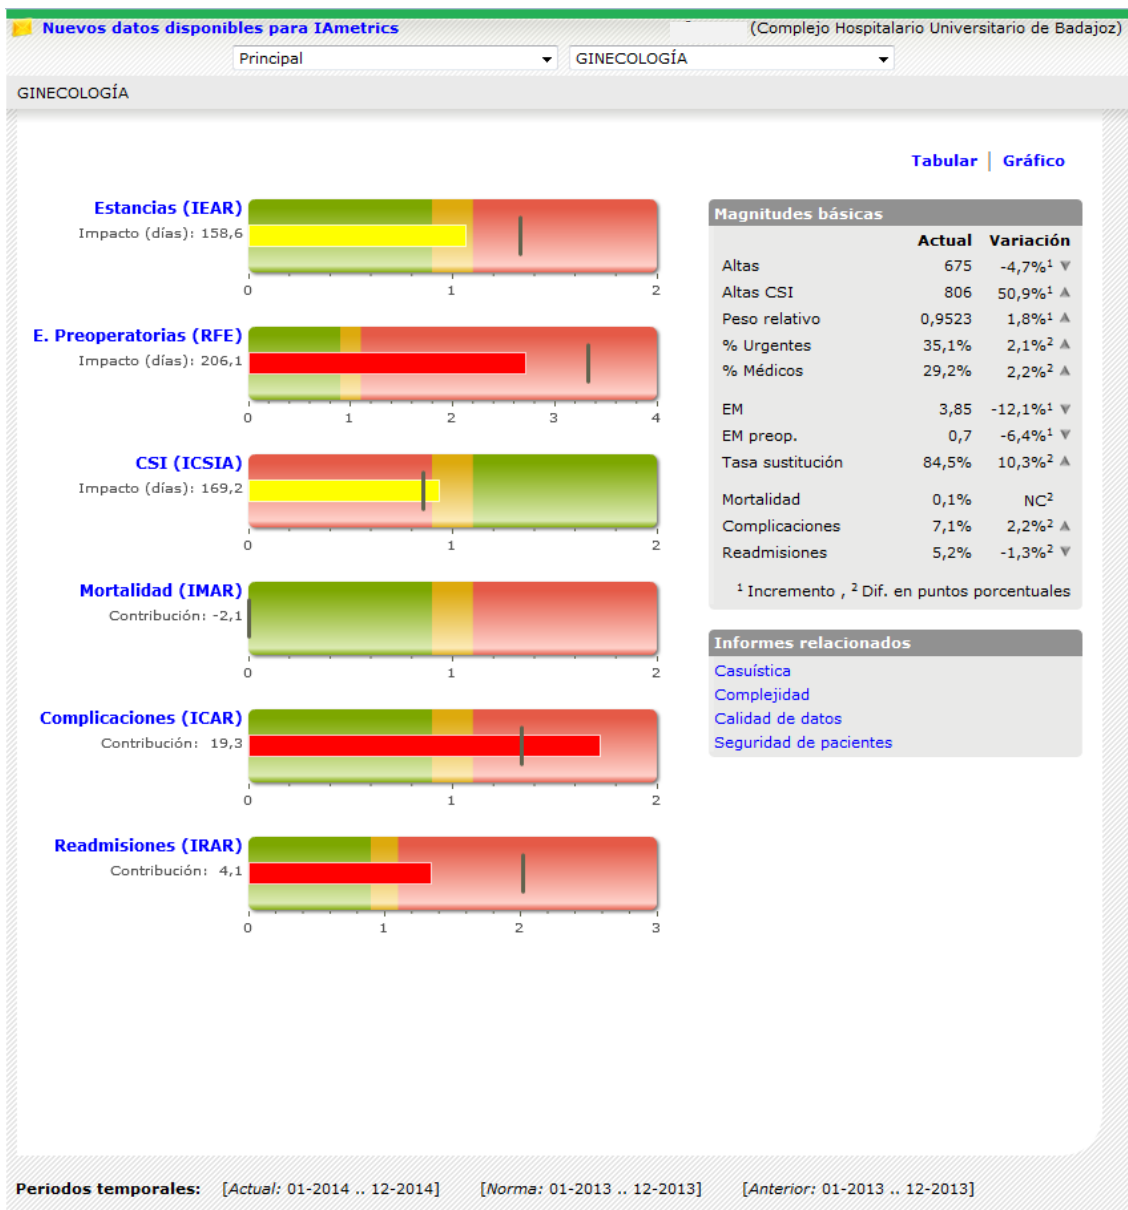 Nuevos datos disponibles para IAmetrics
(Complejo Hospitalario Universitario de Badajoz)
Principal
GINECOLOGÍA
GINECOLOGÍA
Tabular | Gráfico
Estancias (IEAR)
Impacto (días): 158,6
0 1 2
E. Preoperatorias (RFE)
Impacto (días): 206,1
0 1 2 3 4
CSI (ICSIA)
Impacto (días): 169,2
0 1 2
Mortalidad (IMAR)
Contribución: -2,1
0 1 2
Complicaciones (ICAR)
Contribución: 19,3
0 1 2
Readmisiones (IRAR)
Contribución: 4,1
0 1 2 3
Magnitudes básicas
Actual Variación
Altas 675 -4,7%¹ ▼
Altas CSI 806 50,9%¹ ▲
Peso relativo 0,9523 1,8%¹ ▲
% Urgentes 35,1% 2,1%² ▲
% Médicos 29,2% 2,2%² ▲
EM 3,85 -12,1%¹ ▼
EM preop. 0,7 -6,4%¹ ▼
Tasa sustitución 84,5% 10,3%² ▲
Mortalidad 0,1% NC²
Complicaciones 7,1% 2,2%² ▲
Readmisiones 5,2% -1,3%² ▼
¹ Incremento , ² Dif. en puntos porcentuales
Informes relacionados
Casuística
Complejidad
Calidad de datos
Seguridad de pacientes
Periodos temporales: [Actual: 01-2014 .. 12-2014] [Norma: 01-2013 .. 12-2013] [Anterior: 01-2013 .. 12-2013]